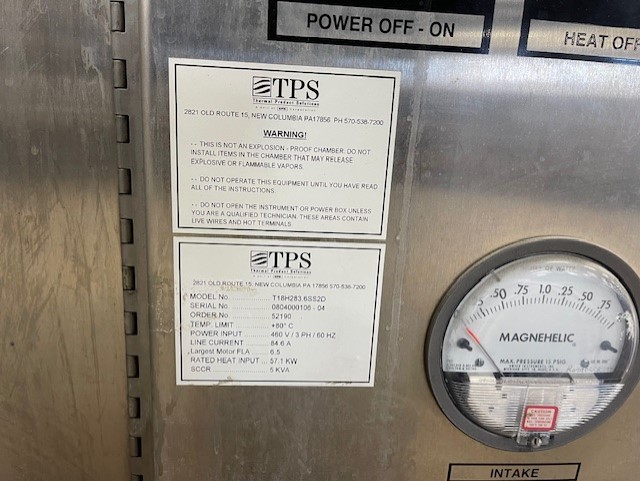 POWER OFF - ON
HEAT OFF
TPS
Thermal Product Solutions
2821 OLD ROUTE 15, NEW COLUMBIA PA17856 PH 570-538-7200
WARNING!
- - THIS IS NOT AN EXPLOSION - PROOF CHAMBER. DO NOT
INSTALL ITEMS IN THE CHAMBER THAT MAY RELEASE
EXPLOSIVE OR FLAMMABLE VAPORS.
- - DO NOT OPERATE THIS EQUIPMENT UNTIL YOU HAVE READ
ALL OF THE INSTRUCTIONS.
- - DO NOT OPEN THE INSTRUMENT OR POWER BOX UNLESS
YOU ARE A QUALIFIED TECHNICIAN. THESE AREAS CONTAIN
LIVE WIRES AND HOT TERMINALS.
TPS
Thermal Product Solutions
2821 OLD ROUTE 15, NEW COLUMBIA PA 17856 570-538-7200
MODEL No. T18H283.6SS2D
SERIAL No. 0804000106 - 04
ORDER No. 52190
TEMP. LIMIT +80° C
POWER INPUT 460 V / 3 PH / 60 HZ
LINE CURRENT 84.6 A
Largest Motor FLA 6.5
RATED HEAT INPUT ... 57.1 KW
SCCR 5 KVA
OF WATER
.50 .75 1.0 .25 .50 .75
MAGNEHELIC
MAX. PRESSURE 15 PSIG
CAUTION
INTAKE